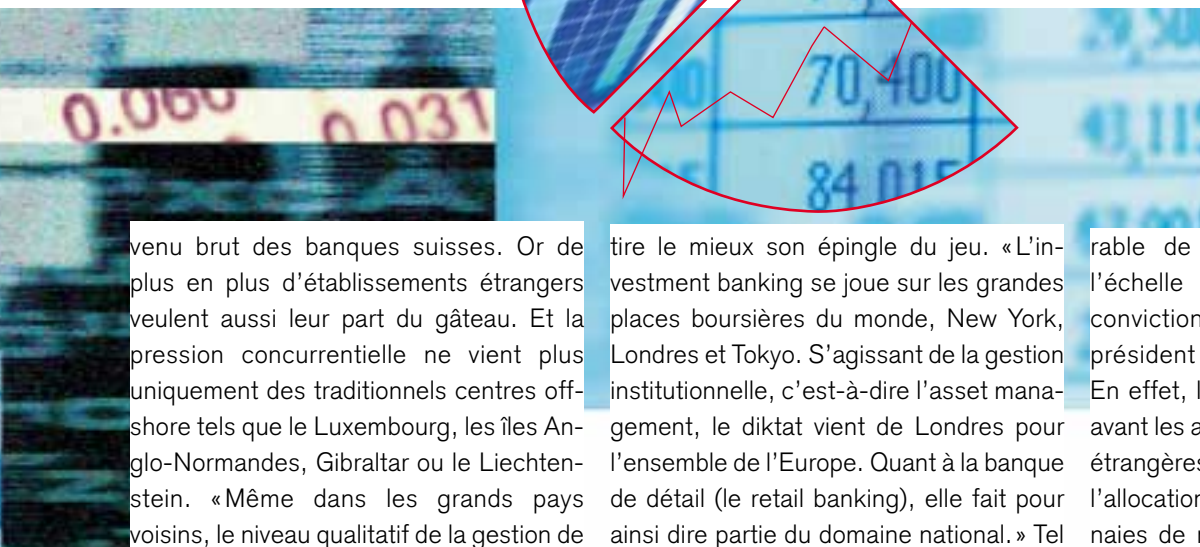 0.060
0.031
70,400
84,015
venu brut des banques suisses. Or de
plus en plus d’établissements étrangers
veulent aussi leur part du gâteau. Et la
pression concurrentielle ne vient plus
uniquement des traditionnels centres off-
shore tels que le Luxembourg, les îles An-
glo-Normandes, Gibraltar ou le Liechten-
stein. «Même dans les grands pays
voisins, le niveau qualitatif de la gestion de
tire le mieux son épingle du jeu. «L’in-
vestment banking se joue sur les grandes
places boursières du monde, New York,
Londres et Tokyo. S’agissant de la gestion
institutionnelle, c’est-à-dire l’asset mana-
gement, le diktat vient de Londres pour
l’ensemble de l’Europe. Quant à la banque
de détail (le retail banking), elle fait pour
ainsi dire partie du domaine national.» Tel
rable de
l’échelle
conviction
président
En effet, l
avant les a
étrangères
l’allocation
naies de